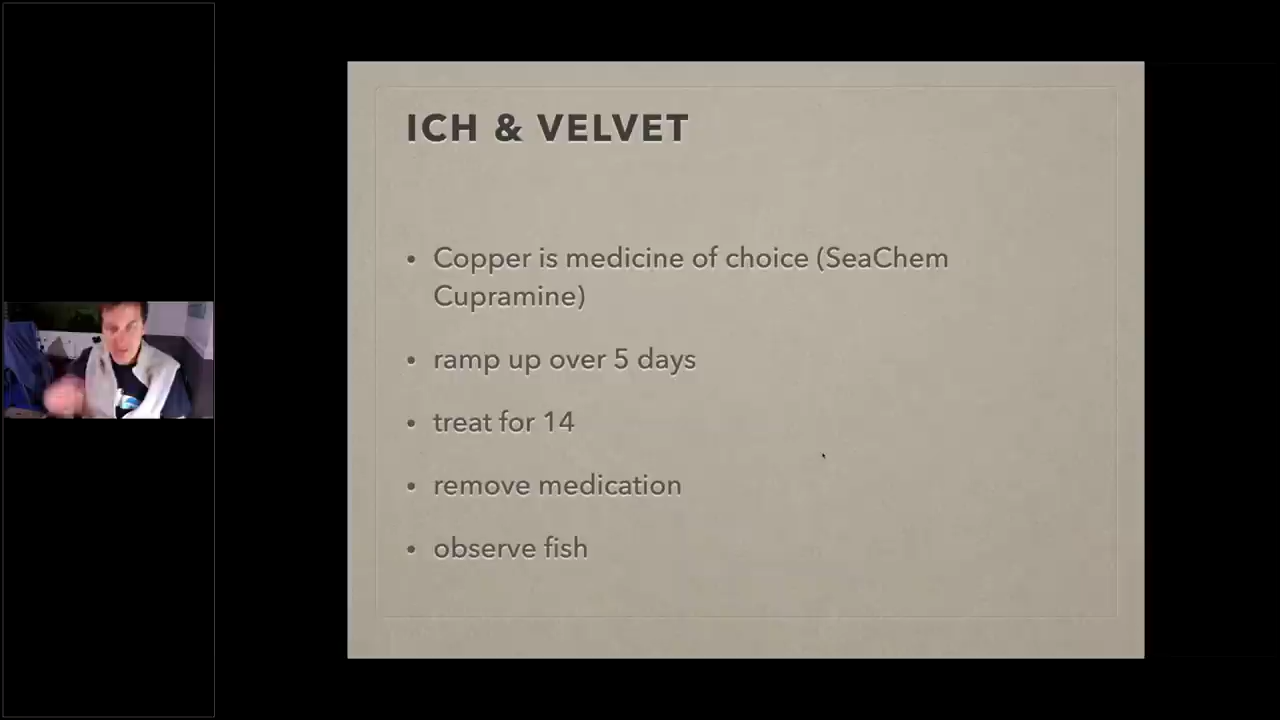 ICH & VELVET
• Copper is medicine of choice (SeaChem
Cupramine)
• ramp up over 5 days
• treat for 14
• remove medication
• observe fish